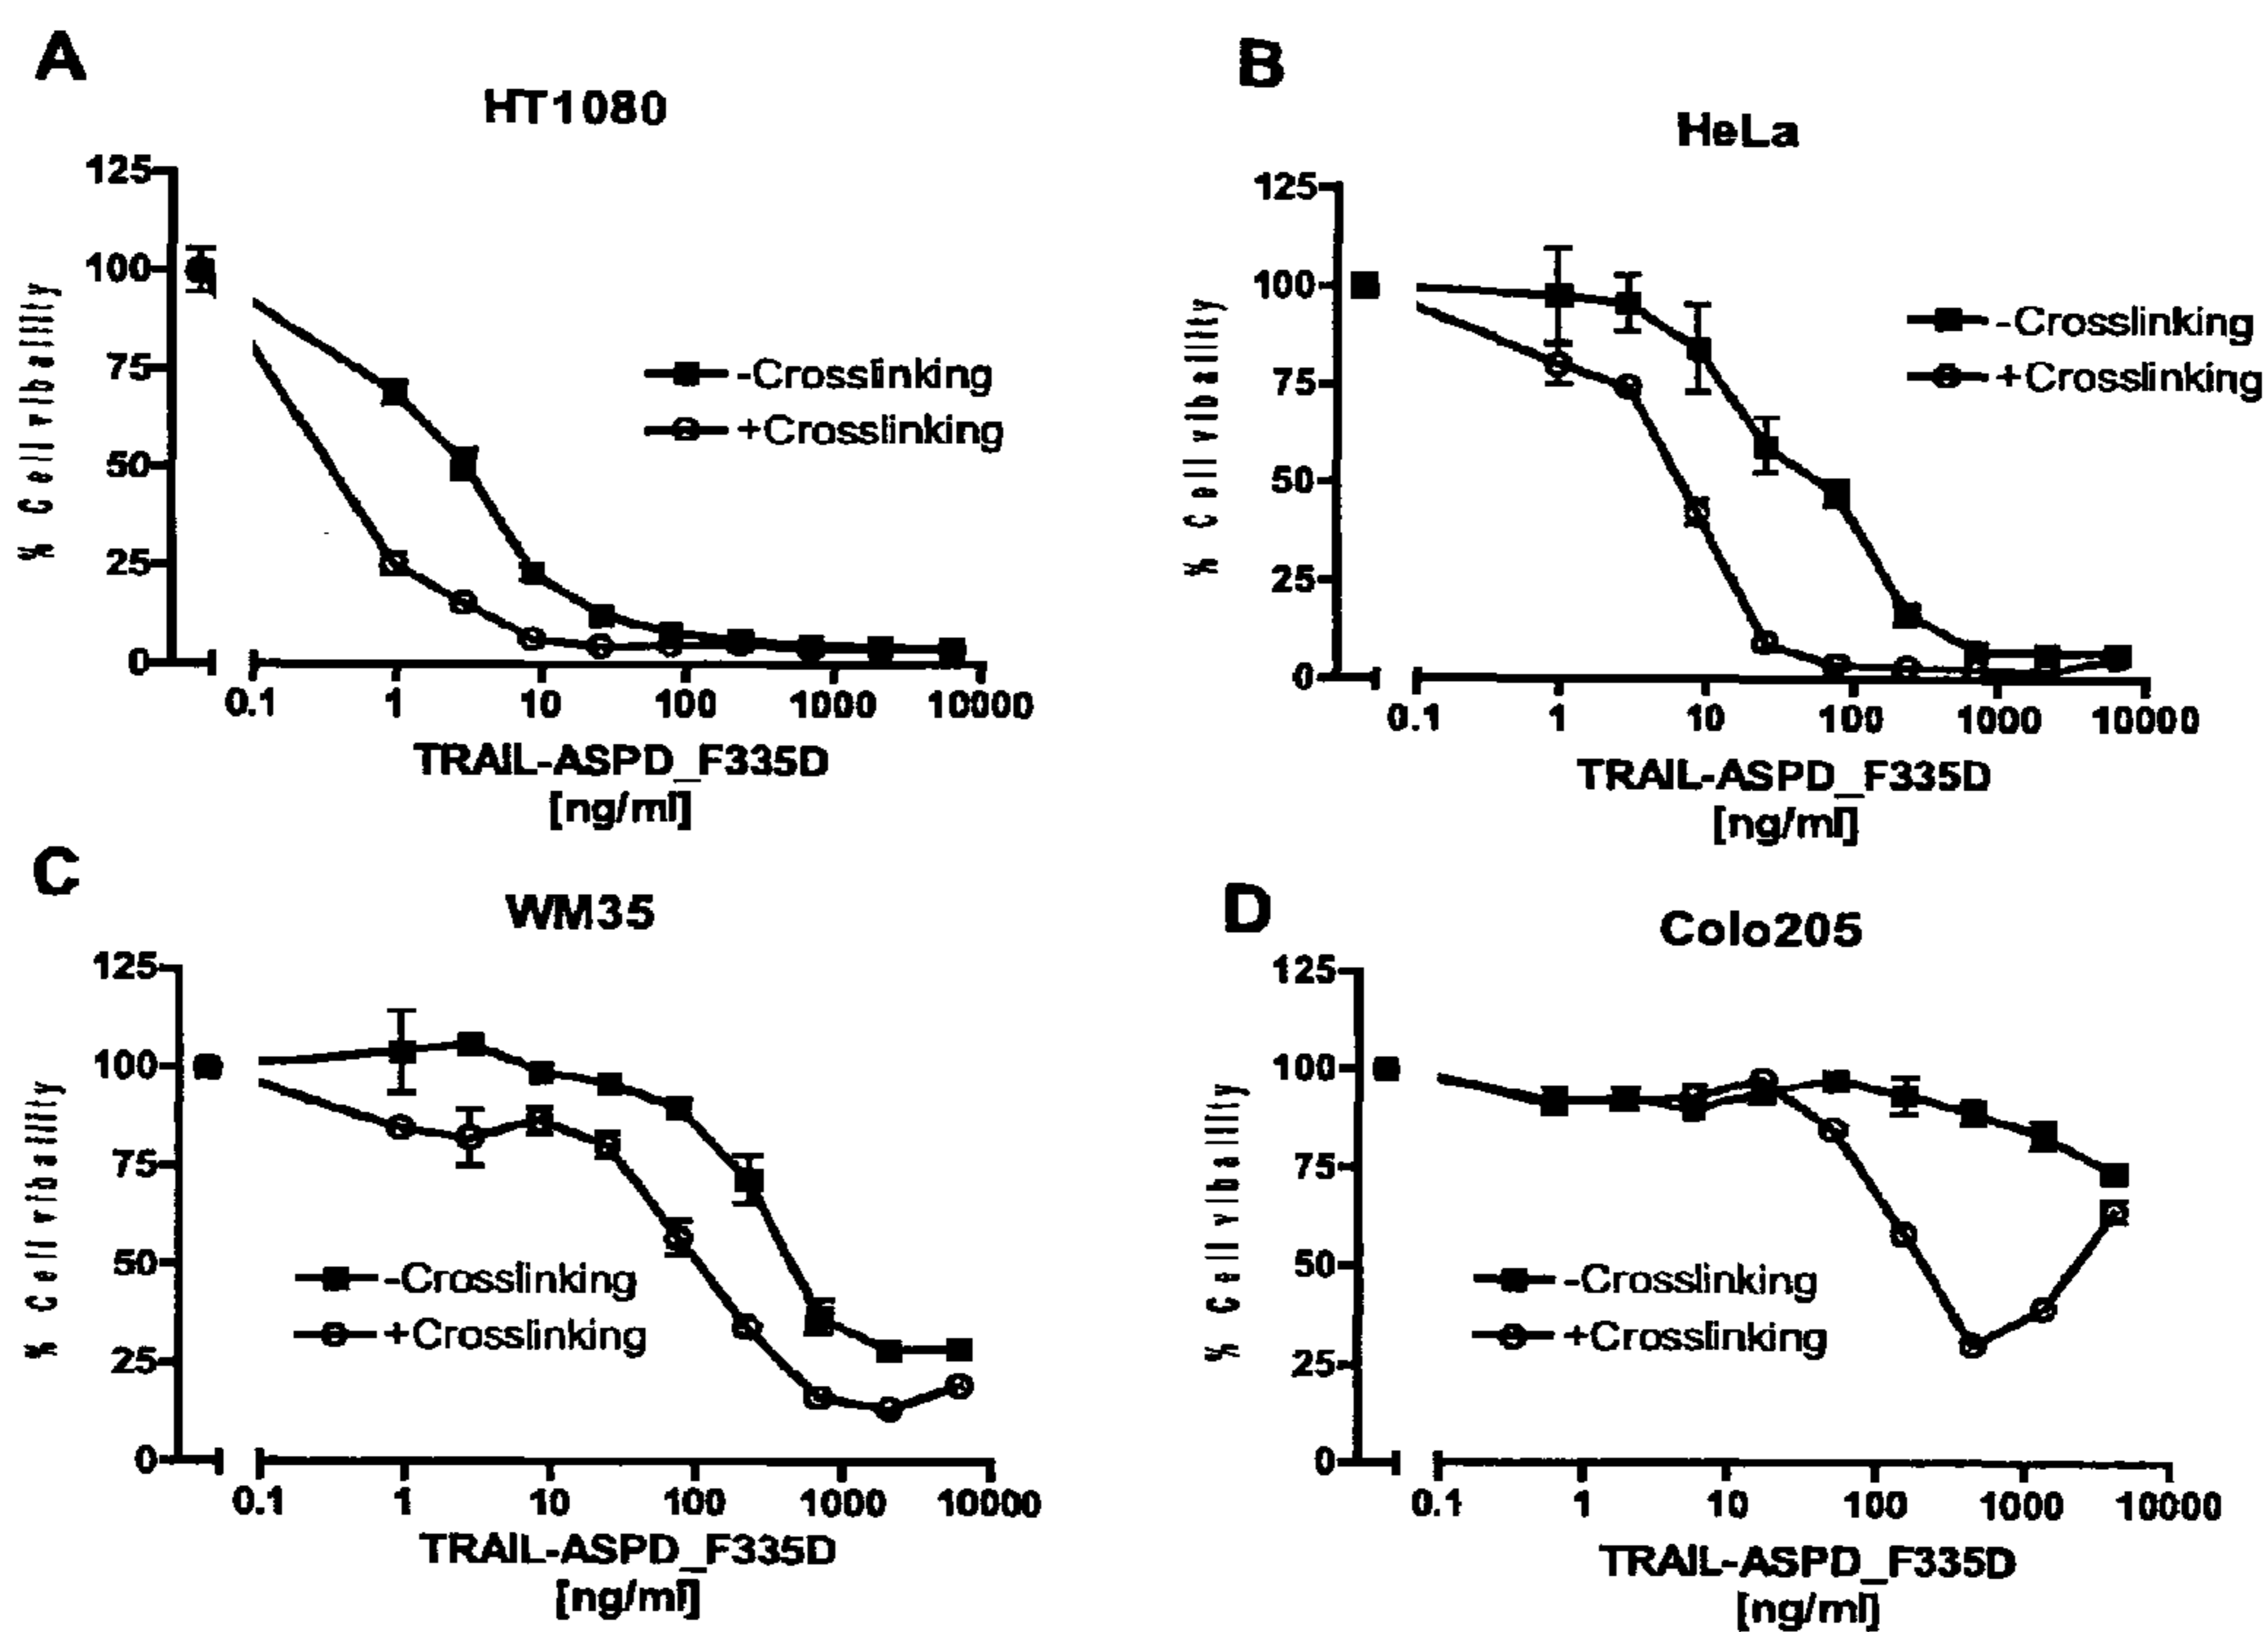 A
HT1080
125
100
75
50
25
0
% Cell vibaility
-Crosslinking
+Crosslinking
0.1 1 10 100 1000 10000
TRAIL-ASPD_F335D
[ng/ml]
B
HeLa
125
100
75
50
25
0
% Cell vibaility
-Crosslinking
+Crosslinking
0.1 1 10 100 1000 10000
TRAIL-ASPD_F335D
[ng/ml]
C
WM35
125
100
75
50
25
0
% Cell vibaility
-Crosslinking
+Crosslinking
0.1 1 10 100 1000 10000
TRAIL-ASPD_F335D
[ng/ml]
D
Colo205
125
100
75
50
25
0
% Cell vibaility
-Crosslinking
+Crosslinking
0.1 1 10 100 1000 10000
TRAIL-ASPD_F335D
[ng/ml]